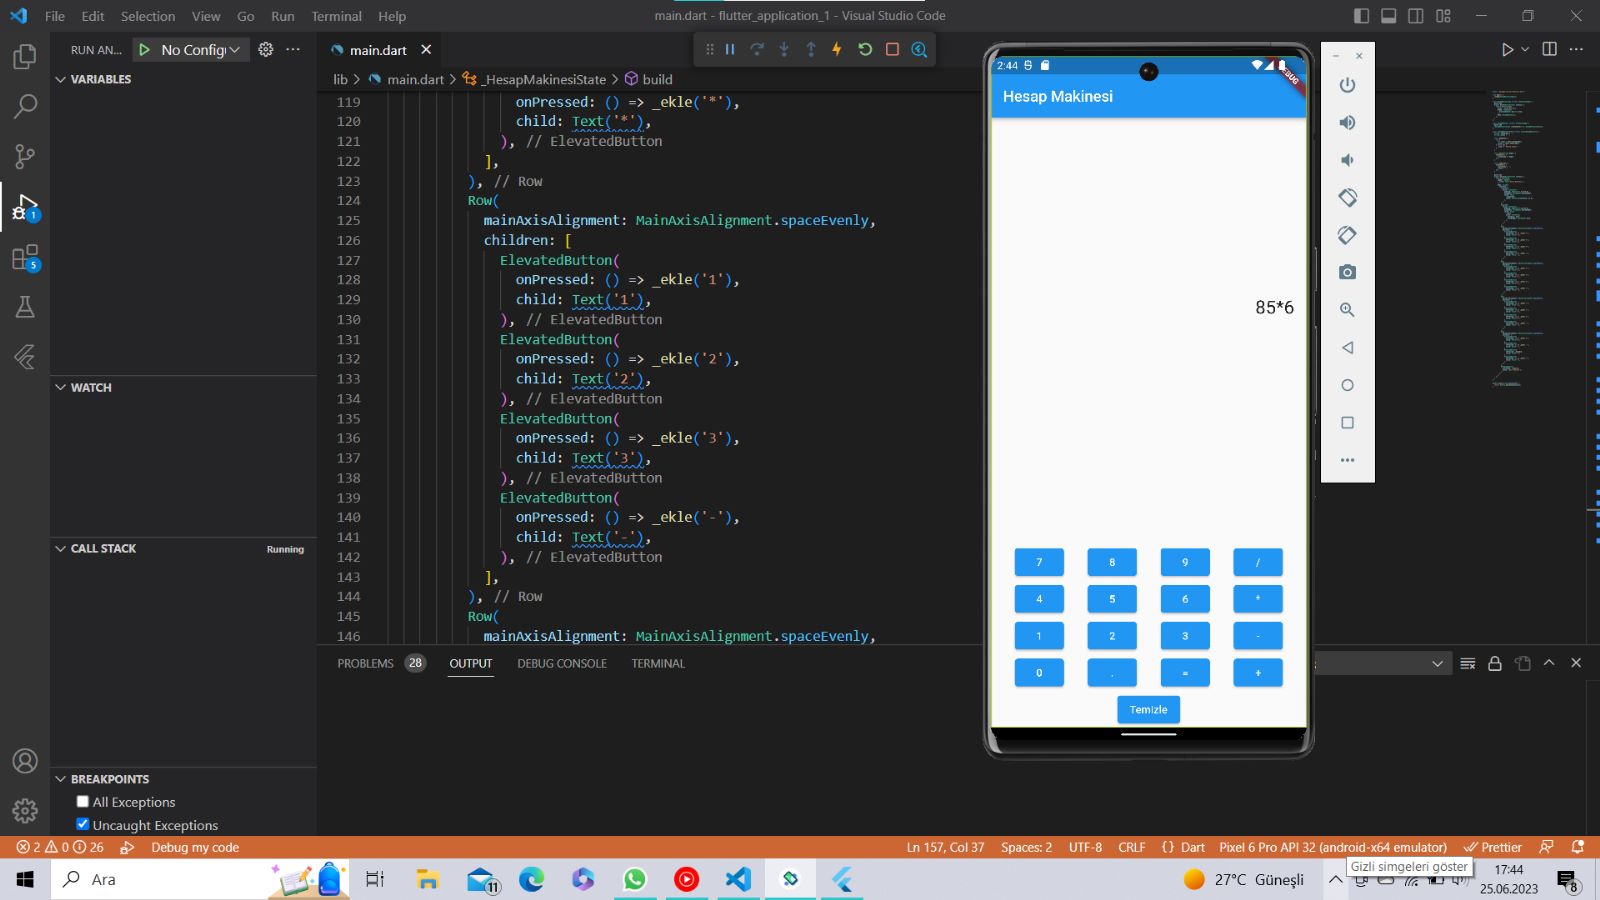 File Edit Selection View Go Run Terminal Help
main.dart - flutter_application_1 - Visual Studio Code
RUN AN... No Config
main.dart
lib > main.dart > _HesapMakinesiState > build
VARIABLES
WATCH
CALL STACK Running
BREAKPOINTS
All Exceptions
Uncaught Exceptions
1
5
119 onPressed: () => _ekle('*'),
120 child: Text('*'),
121 ), // ElevatedButton
122 ],
123 ), // Row
124 Row(
125 mainAxisAlignment: MainAxisAlignment.spaceEvenly,
126 children: [
127 ElevatedButton(
128 onPressed: () => _ekle('1'),
129 child: Text('1'),
130 ), // ElevatedButton
131 ElevatedButton(
132 onPressed: () => _ekle('2'),
133 child: Text('2'),
134 ), // ElevatedButton
135 ElevatedButton(
136 onPressed: () => _ekle('3'),
137 child: Text('3'),
138 ), // ElevatedButton
139 ElevatedButton(
140 onPressed: () => _ekle('-'),
141 child: Text('-'),
142 ), // ElevatedButton
143 ],
144 ), // Row
145 Row(
146 mainAxisAlignment: MainAxisAlignment.spaceEvenly,
PROBLEMS 28 OUTPUT DEBUG CONSOLE TERMINAL
2:44
Hesap Makinesi
85*6
7 8 9 /
4 5 6 *
1 2 3 -
0 . = +
Temizle
2 0 26 Debug my code
Ln 157, Col 37 Spaces: 2 UTF-8 CRLF {} Dart Pixel 6 Pro API 32 (android-x64 emulator) Prettier
Gizli simgeleri göster
Ara
11
27°C Güneşli
17:44
25.06.2023
8